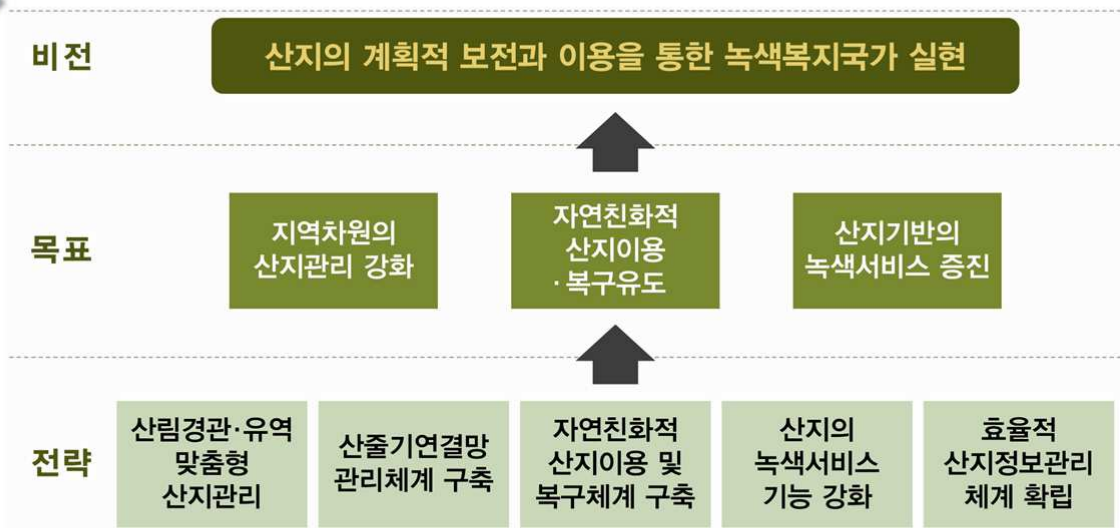 비전
산지의 계획적 보전과 이용을 통한 녹색복지국가 실현
목표
지역차원의
산지관리 강화
자연친화적
산지이용
·복구유도
산지기반의
녹색서비스 증진
전략
산림경관·유역
맞춤형
산지관리
산줄기연결망
관리체계 구축
자연친화적
산지이용 및
복구체계 구축
산지의
녹색서비스
기능 강화
효율적
산지정보관리
체계 확립